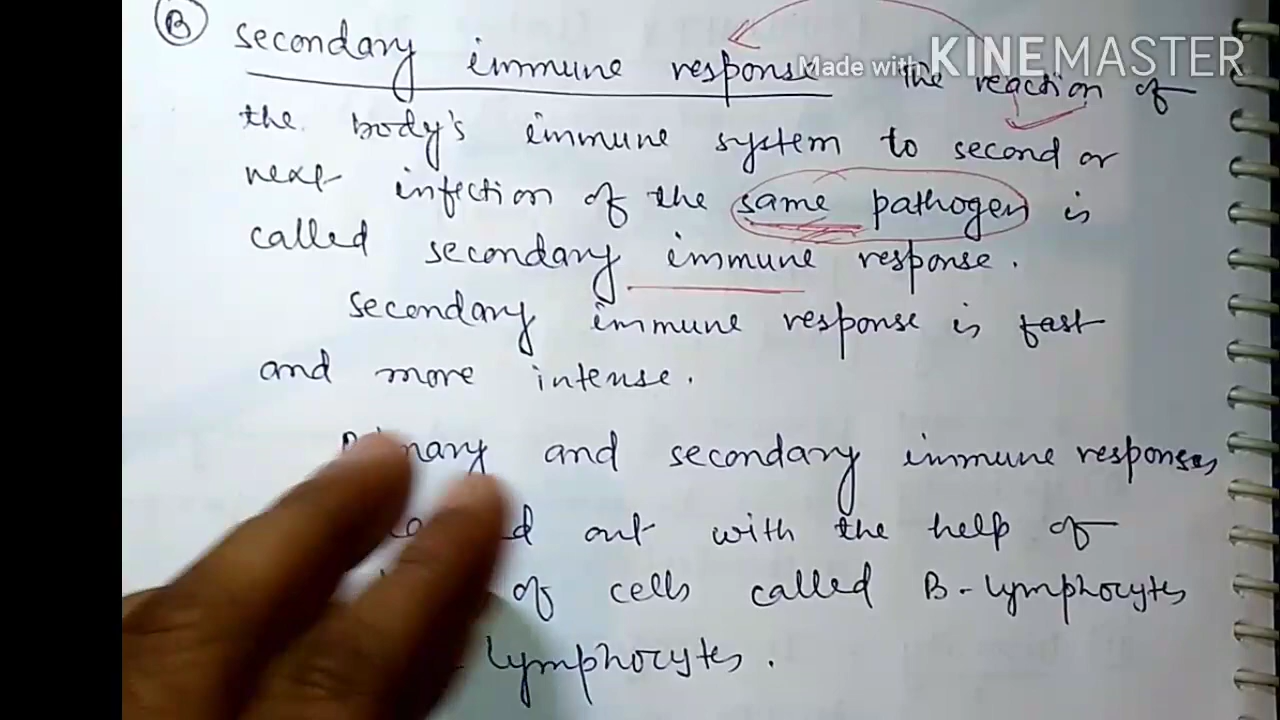 B secondary immune response The reaction of
the body's immune system to second or
next infection of the same pathogen is
called secondary immune response.
secondary immune response is fast
and more intense.
and secondary immune responses
out with the help of
of cells called B-lymphocytes
lymphocytes.
Made with KINEMASTER